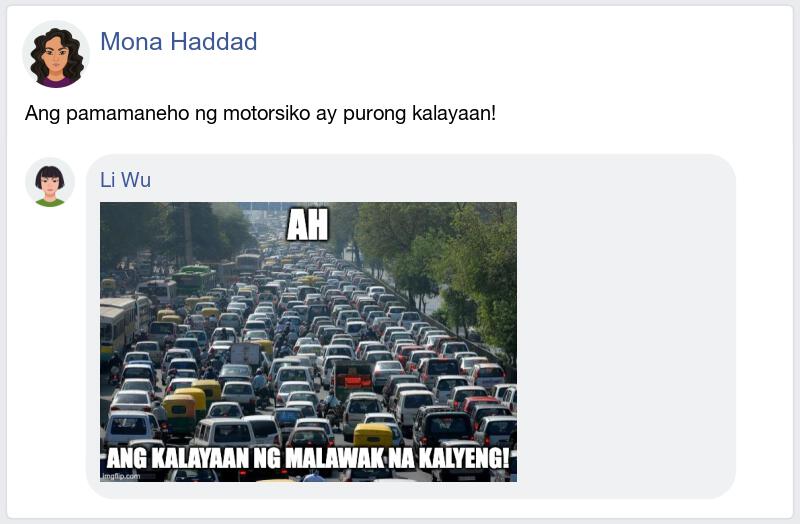 Mona Haddad
Ang pamamaneho ng motorsiko ay purong kalayaan!
Li Wu
AH
ANG KALAYAAN NG MALAWAK NA KALYENG!
imgflip.com